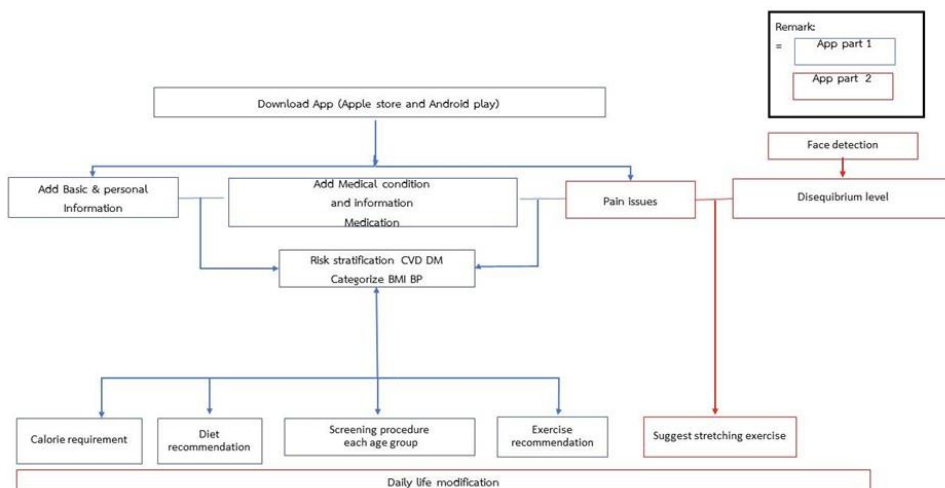 Remark:
= App part 1
App part 2
Download App (Apple store and Android play)
Face detection
Add Basic & personal
Information
Add Medical condition
and information
Medication
Pain issues
Disequibrium level
Risk stratification CVD DM
Categorize BMI BP
Calorie requirement
Diet
recommendation
Screening procedure
each age group
Exercise
recommendation
Suggest stretching exercise
Daily life modification